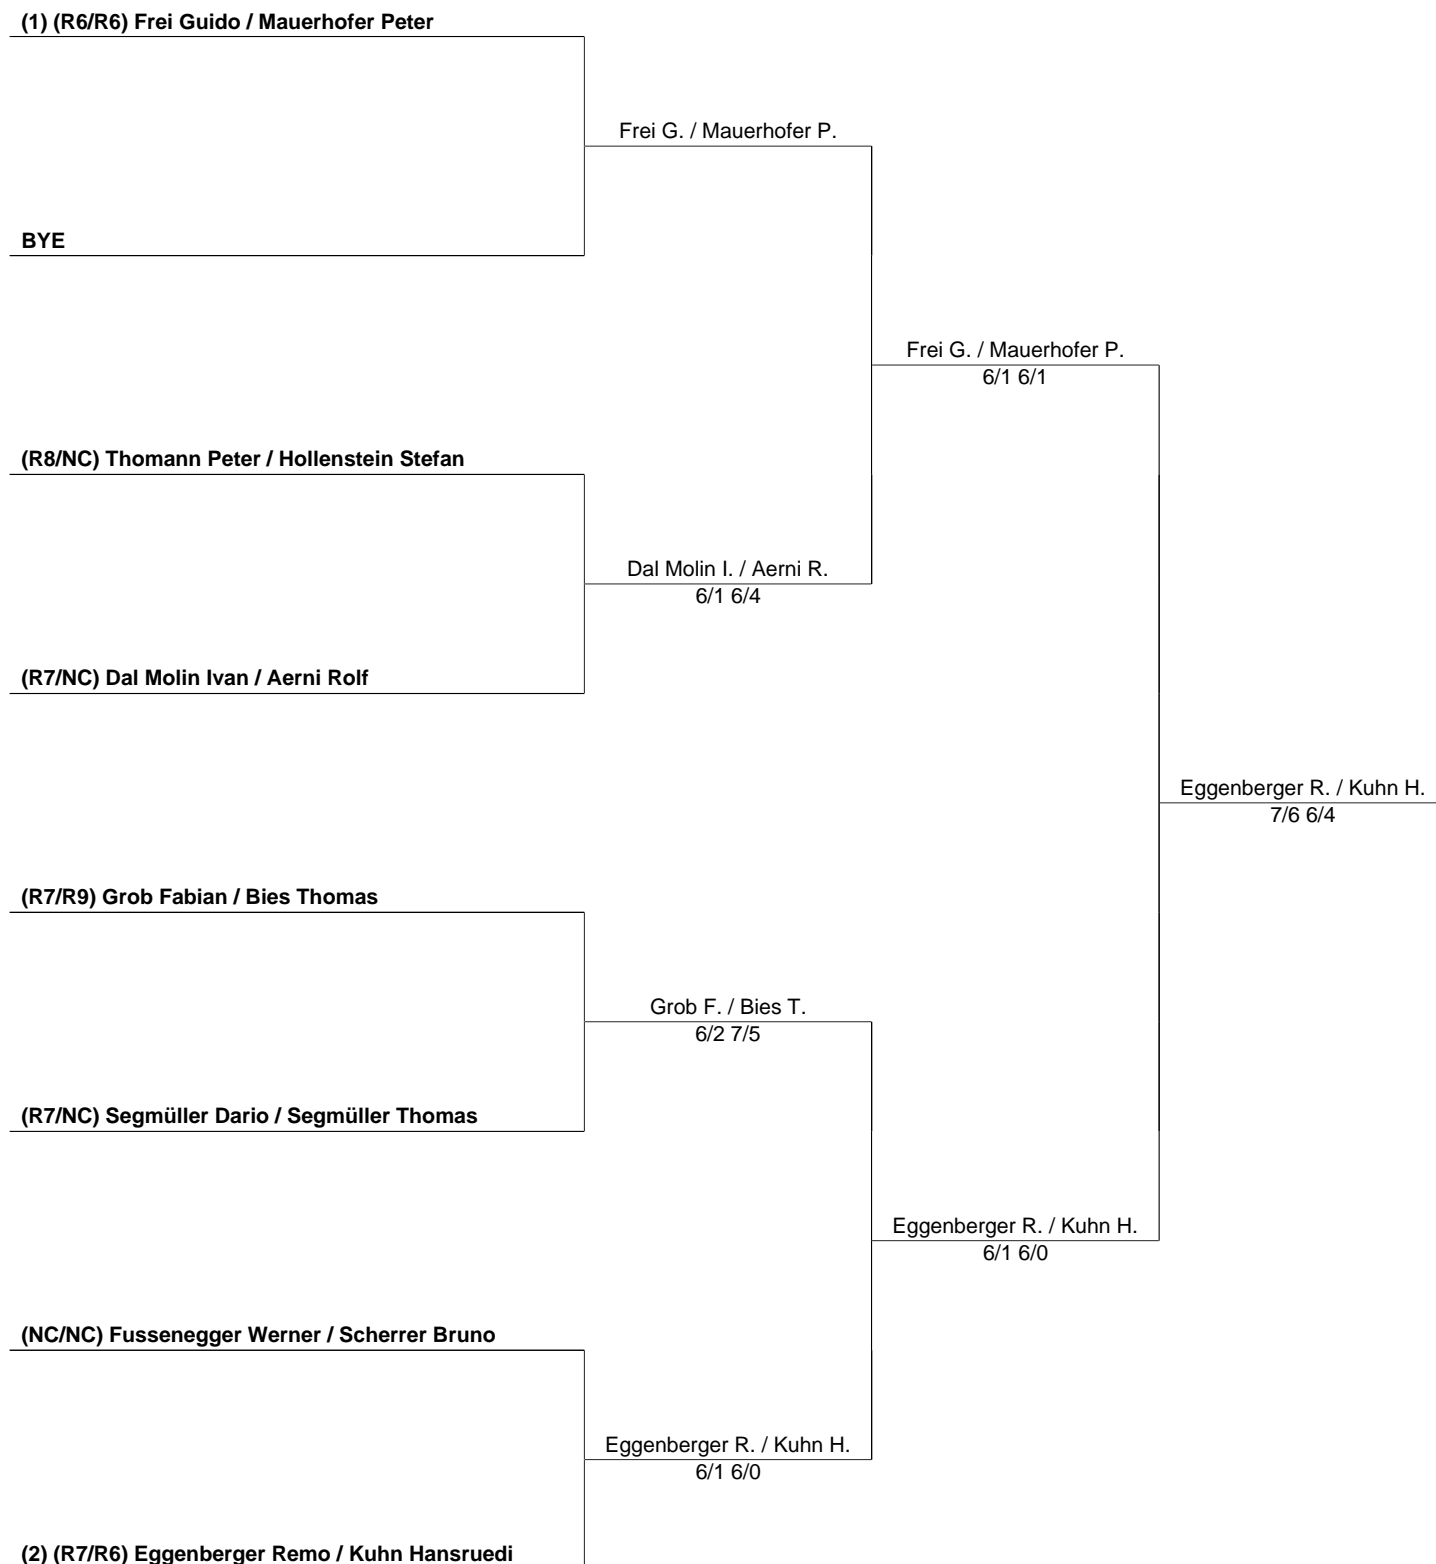 (1) (R6/R6) Frei Guido / Mauerhofer Peter
Frei G. / Mauerhofer P.
BYE
Frei G. / Mauerhofer P.
6/1 6/1
(R8/NC) Thomann Peter / Hollenstein Stefan
Dal Molin I. / Aerni R.
6/1 6/4
(R7/NC) Dal Molin Ivan / Aerni Rolf
Eggenberger R. / Kuhn H.
7/6 6/4
(R7/R9) Grob Fabian / Bies Thomas
Grob F. / Bies T.
6/2 7/5
(R7/NC) Segmüller Dario / Segmüller Thomas
Eggenberger R. / Kuhn H.
6/1 6/0
(NC/NC) Fussenegger Werner / Scherrer Bruno
Eggenberger R. / Kuhn H.
6/1 6/0
(2) (R7/R6) Eggenberger Remo / Kuhn Hansruedi